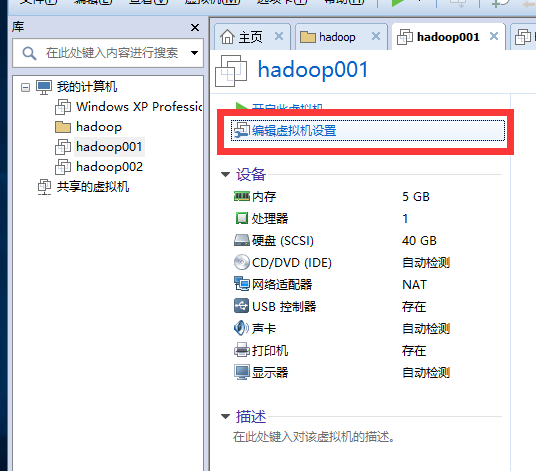 库
在此处键入内容进行搜索
我的计算机
Windows XP Professio
hadoop
hadoop001
hadoop002
共享的虚拟机
主页
hadoop
hadoop001
hadoop001
开启此虚拟机
编辑虚拟机设置
设备
内存 5 GB
处理器 1
硬盘 (SCSI) 40 GB
CD/DVD (IDE) 自动检测
网络适配器 NAT
USB 控制器 存在
声卡 自动检测
打印机 存在
显示器 自动检测
描述
在此处键入对该虚拟机的描述。